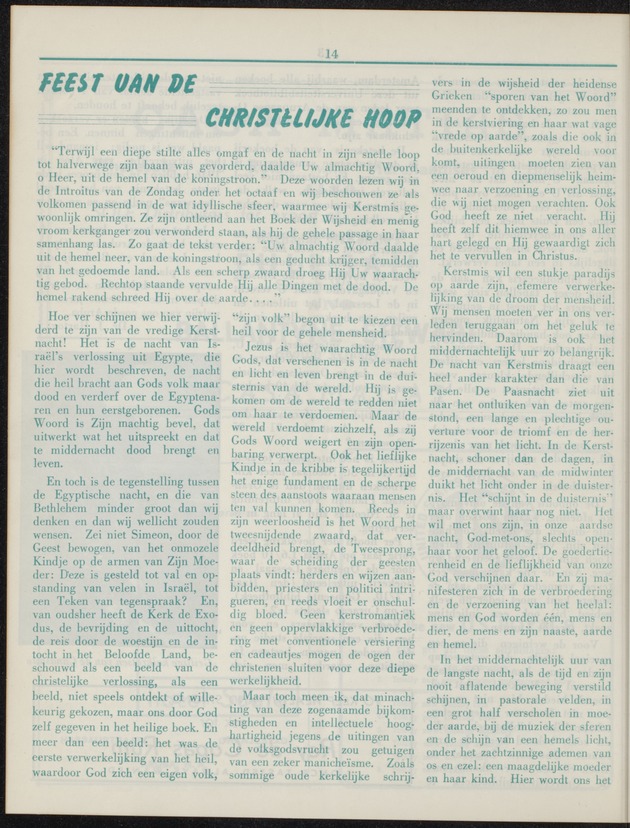 14
FEEST VAN DE
CHRISTELIJKE HOOP
"Terwijl een diepe stilte alles omgaf en de nacht in zijn snelle loop
tot halverwege zijn baan was gevorderd, daalde Uw almachtig Woord,
o Heer, uit de hemel van de koningstroon." Deze woorden lezen wij in
de Introitus van de Zondag onder het octaaf en wij beschouwen ze als
volkomen passend in de wat idyllische sfeer, waarmee wij Kerstmis ge-
woonlijk omringen. Ze zijn ontleend aan het Boek der Wijsheid en menig
vroom kerkganger zou verwonderd staan, als hij de gehele passage in haar
samenhang las. Zo gaat de tekst verder: "Uw almachtig Woord daalde
uit de hemel neer, van de koningstroon, als een geducht krijger, temidden
van het gedoemde land. Als een scherp zwaard droeg Hij Uw waarach-
tig gebod. Rechtop staande vervulde Hij alle Dingen met de dood. De
hemel rakend schreed Hij over de aarde...."
Hoe ver schijnen we hier verwij-
derd te zijn van de vredige Kerst-
nacht! Het is de nacht van Is-
raël's verlossing uit Egypte, die
hier wordt beschreven, de nacht
die heil bracht aan Gods volk maar
dood en verderf over de Egyptena-
ren en hun eerstgeborenen. Gods
Woord is Zijn machtig bevel, dat
uitwerkt wat het uitspreekt en dat
te middernacht dood brengt en
leven.
En toch is de tegenstelling tussen
de Egyptische nacht, en die van
Bethlehem minder groot dan wij
denken en dan wij wellicht zouden
wensen. Zei niet Simeon, door de
Geest bewogen, van het onmozele
Kindje op de armen van Zijn Moe-
der: Deze is gesteld tot val en op-
standing van velen in Israël, tot
een Teken van tegenspraak? En,
van oudsher heeft de Kerk de Exo-
dus, de bevrijding en de uittocht,
de reis door de woestijn en de in-
tocht in het Beloofde Land, be-
schouwd als een beeld van de
christelijke verlossing, als een
beeld, niet speels ontdekt of wille-
keurig gekozen, maar ons door God
zelf gegeven in het heilige boek. En
meer dan een beeld: het was de
eerste verwerkelijking van het heil,
waardoor God zich een eigen volk,
"zijn volk" begon uit te kiezen een
heil voor de gehele mensheid.
Jezus is het waarachtig Woord
Gods, dat verschenen is in de nacht
en licht en leven brengt in de dui-
sternis van de wereld. Hij is ge-
komen om de wereld te redden niet
om haar te verdoemen. Maar de
wereld verdoemt zichzelf, als zij
Gods Woord weigert en zijn open-
baring verwerpt. Ook het lieflijke
Kindje in de kribbe is tegelijkertijd
het enige fundament en de scherpe
steen des aanstoots waaraan mensen
ten val kunnen komen. Reeds in
zijn weerloosheid is het Woord het
tweesnijdende zwaard, dat ver-
deeldheid brengt, de Tweesprong,
waar de scheiding der geesten
plaats vindt: herders en wijzen aan-
bidden, priesters en politici intri-
gueren, en reeds vloeit er onschul-
dig bloed. Geen kerstromantiek
en geen oppervlakkige verbroede-
ring met conventionele versiering
en cadeautjes mogen de ogen der
christenen sluiten voor deze diepe
werkelijkheid.
Maar toch meen ik, dat minach-
ting van deze zogenaamde bijkom-
stigheden en intellectuele hoog-
hartigheid jegens de uitingen van
de volksgodsvrucht zou getuigen
van een zeker manicheïsme. Zoals
sommige oude kerkelijke schrij-
vers in de wijsheid der heidense
Grieken "sporen van het Woord"
meenden te ontdekken, zo zou men
in de kerstviering en haar wat vage
"vrede op aarde", zoals die ook in
de buitenkerkelijke wereld voor
komt, uitingen moeten zien van
een oeroud en diepmenselijk heim-
wee naar verzoening en verlossing,
die wij niet mogen verachten. Ook
God heeft ze niet veracht. Hij
heeft zelf dit hiemwee in ons aller
hart gelegd en Hij gewaardigt zich
het te vervullen in Christus.
Kerstmis wil een stukje paradijs
op aarde zijn, efemere verwerke-
lijking van de droom der mensheid.
Wij mensen moeten ver in ons ver-
leden teruggaan om het geluk te
hervinden. Daarom is ook het
middernachtelijk uur zo belangrijk.
De nacht van Kerstmis draagt een
heel ander karakter dan die van
Pasen. De Paasnacht ziet uit
naar het ontluiken van de morgen-
stond, een lange en plechtige ou-
verture voor de triomf en de her-
rijzenis van het licht. In de Kerst-
nacht, schoner dan de dagen, in
de middernacht van de midwinter
duikt het licht onder in de duister-
nis. Het "schijnt in de duisternis"
maar overwint haar nog niet. Het
wil met ons zijn, in onze aardse
nacht, God-met-ons, slechts open-
haar voor het geloof. De goedertie-
renheid en de lieflijkheid van onze
God verschijnen daar. En zij ma-
nifesteren zich in de verbroedering
en de verzoening van het heelal:
mens en God worden één, mens en
dier, de mens en zijn naaste, aarde
en hemel.
In het middernachtelijk uur van
de langste nacht, als de tijd en zijn
nooit aflatende beweging verstild
schijnen, in pastorale velden, in
een grot half verscholen in moe-
der aarde, bij de muziek der sferen
en de schijn van een hemels licht,
onder het zachtzinnige ademen van
os en ezel: een maagdelijke moeder
en haar kind. Hier wordt ons het